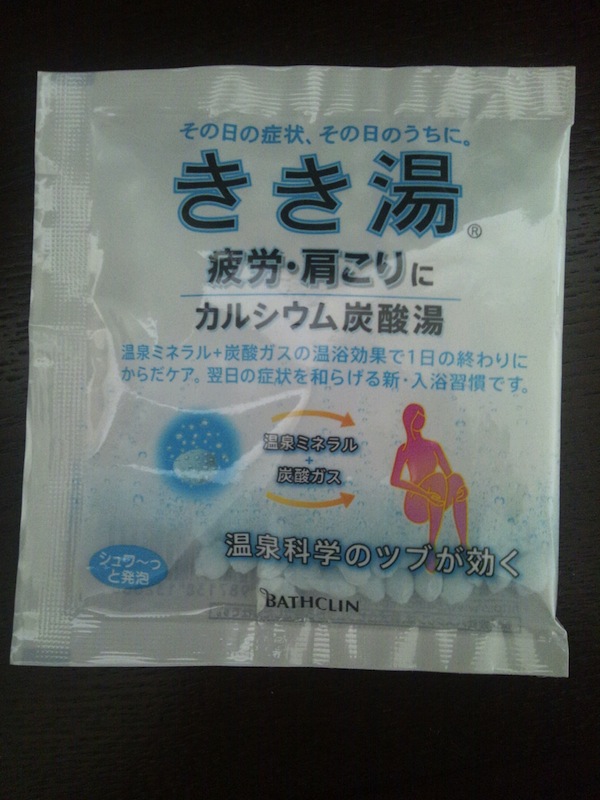 その日の症状、その日のうちに。
きき湯®
疲労・肩こりに
カルシウム炭酸湯
温泉ミネラル+炭酸ガスの温浴効果で1日の終わりに
からだケア。翌日の症状を和らげる新・入浴習慣です。
温泉ミネラル
+
炭酸ガス
温泉科学のツブが効く
シュワ〜っ
と発泡
BATHCLIN